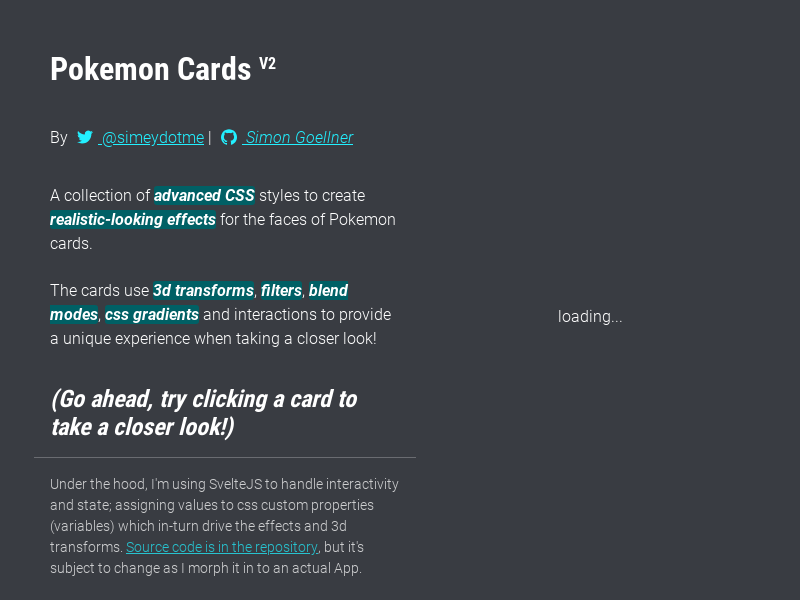 Pokemon Cards V2
By @simeydotme | Simon Goellner
A collection of advanced CSS styles to create
realistic-looking effects for the faces of Pokemon
cards.
The cards use 3d transforms, filters, blend
modes, css gradients and interactions to provide
a unique experience when taking a closer look!
(Go ahead, try clicking a card to
take a closer look!)
Under the hood, I'm using SvelteJS to handle interactivity
and state; assigning values to css custom properties
(variables) which in-turn drive the effects and 3d
transforms. Source code is in the repository, but it's
subject to change as I morph it in to an actual App.
loading...